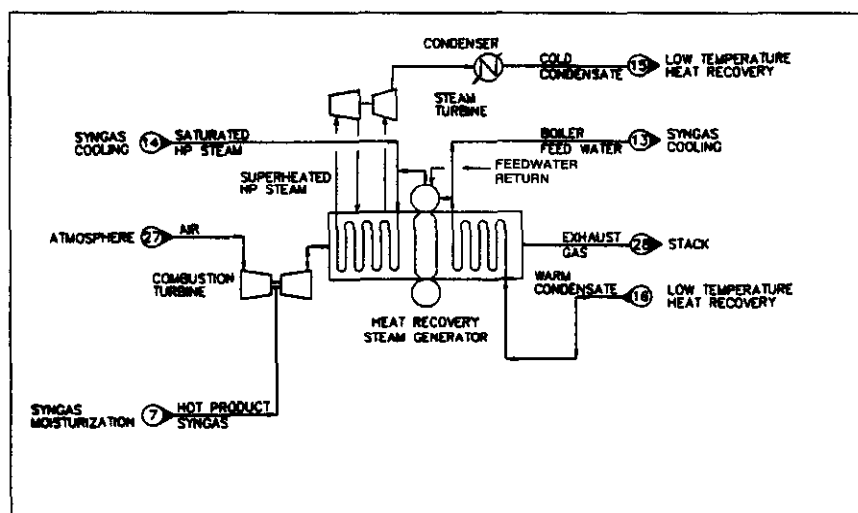 CONDENSER
COLD
CONDENSATE
15
LOW TEMPERATURE
HEAT RECOVERY
STEAM
TURBINE
SYNGAS
COOLING
14
SATURATED
HP STEAM
BOILER
FEED WATER
13
SYNGAS
COOLING
SUPERHEATED
HP STEAM
FEEDWATER
RETURN
ATMOSPHERE
27
AIR
EXHAUST
GAS
28
STACK
COMBUSTION
TURBINE
WARM
CONDENSATE
16
LOW TEMPERATURE
HEAT RECOVERY
HEAT RECOVERY
STEAM GENERATOR
SYNGAS
MOISTURIZATION
7
HOT PRODUCT
SYNGAS